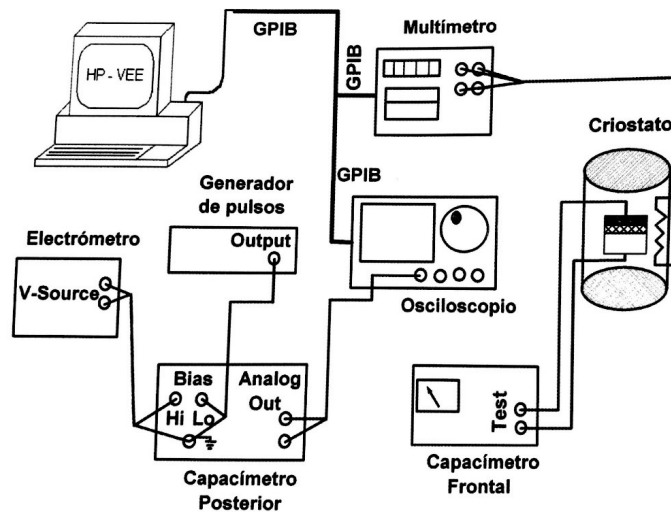 GPIB
Multímetro
HP - VEE
GPIB
Criostato
GPIB
Generador
de pulsos
Output
Electrómetro
V-Source
Osciloscopio
Bias
Analog
Out
Hi Lo
Test
Capacímetro
Posterior
Capacímetro
Frontal